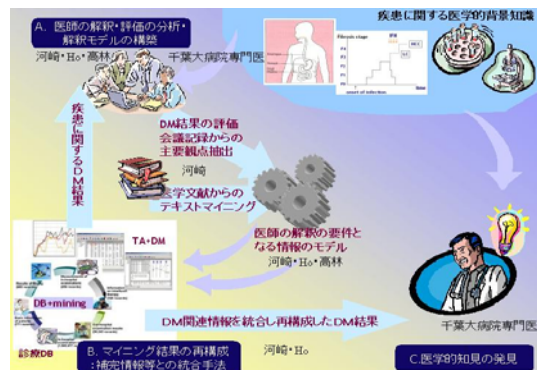 A. 医師の解釈・評価の分析・
解釈モデルの構築
河崎・Ho・高林
千葉大病院専門医
疾患に関する医学的背景知識
Fibrosis stage
onset of infection
疾患に関するDM結果
DM結果の評価
会議記録からの
主要観点抽出
河崎
医学文献からの
テキストマイニング
医師の解釈の要件と
なる情報のモデル
河崎・Ho・高林
TA+DM
DB+mining
診療DB
DM関連情報を統合し再構成したDM結果
千葉大病院専門医
B. マイニング結果の再構成
:補完情報等との統合手法
河崎・Ho
C.医学的知見の発見